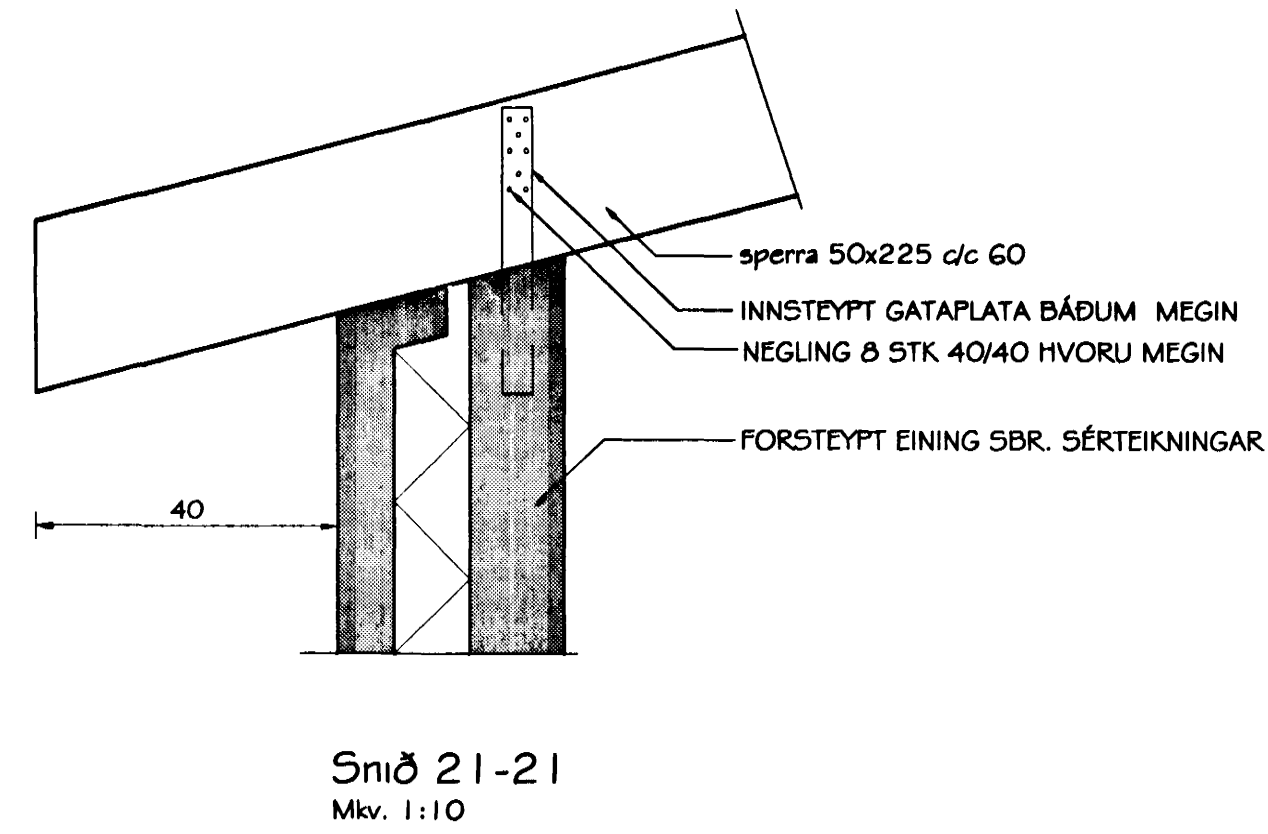 sperra 50x225 c/c 60
INNSTEYPT GATAPLATA BÁÐUM MEGIN
NEGLING 8 STK 40/40 HVORU MEGIN
FORSTEYPT EINING SBR. SÉRTEIKNINGAR
40
Snið 21-21
Mkv. 1:10